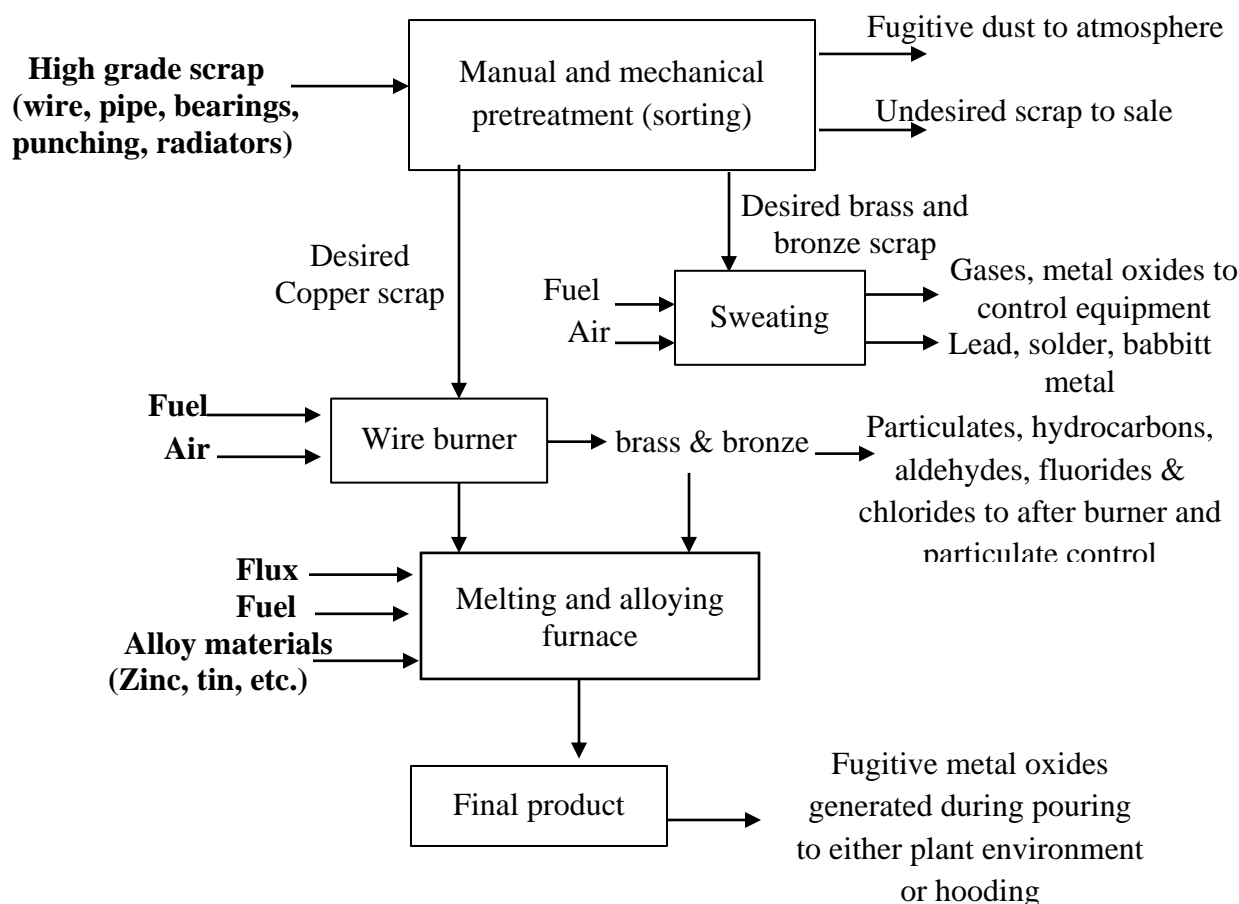 Fugitive dust to atmosphere
High grade scrap
(wire, pipe, bearings,
punching, radiators)
Manual and mechanical
pretreatment (sorting)
Undesired scrap to sale
Desired brass and
bronze scrap
Desired
Copper scrap
Fuel
Air
Sweating
Gases, metal oxides to
control equipment
Lead, solder, babbitt
metal
Fuel
Air
Wire burner
brass & bronze
Particulates, hydrocarbons,
aldehydes, fluorides &
chlorides to after burner and
particulate control
Flux
Fuel
Alloy materials
(Zinc, tin, etc.)
Melting and alloying
furnace
Final product
Fugitive metal oxides
generated during pouring
to either plant environment
or hooding